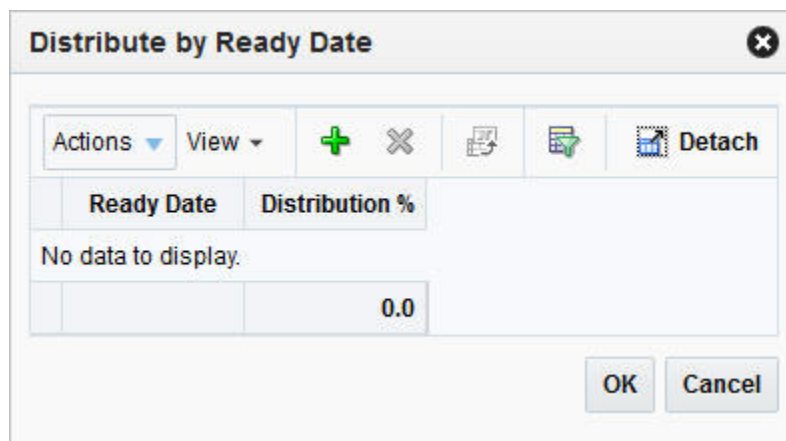 Distribute by Ready Date
Actions View Detach
Ready Date Distribution %
No data to display.
0.0
OK Cancel